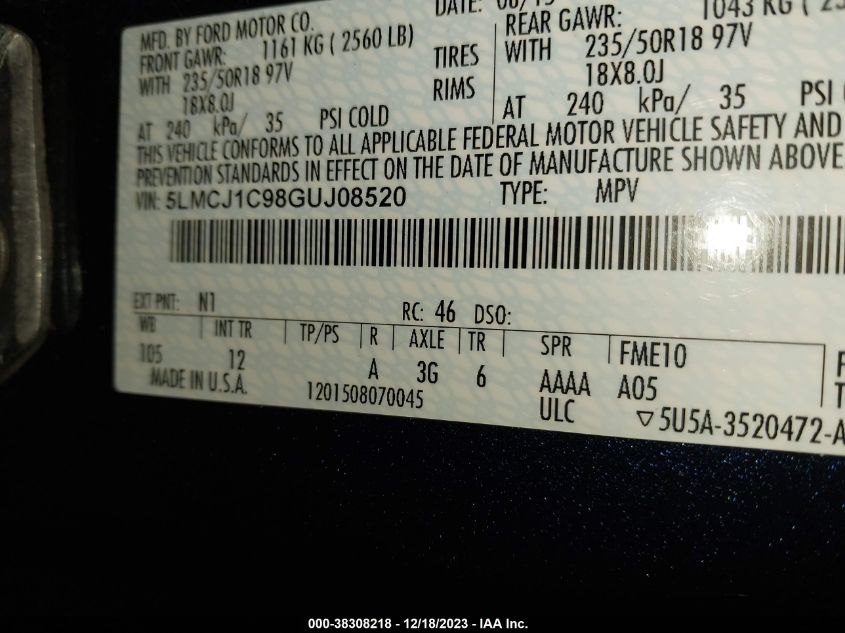 MFD. BY FORD MOTOR CO.
DATE:
FRONT GAWR: 1161 KG ( 2560 LB)
REAR GAWR: 1043 KG (
WITH 235/50R18 97V TIRES WITH 235/50R18 97V
18X8.0J RIMS 18X8.0J
AT 240 kPa/ 35 PSI COLD AT 240 kPa/ 35 PSI
THIS VEHICLE CONFORMS TO ALL APPLICABLE FEDERAL MOTOR VEHICLE SAFETY AND
PREVENTION STANDARDS IN EFFECT ON THE DATE OF MANUFACTURE SHOWN ABOVE
VIN: 5LMCJ1C98GUJ08520 TYPE: MPV
EXT PNT: N1 RC: 46 DSO:
WB INT TR TP/PS R AXLE TR SPR FME10
105 12 A 3G 6 AAAA A05
MADE IN U.S.A. 1201508070045 ULC ▽5U5A-3520472-A
000-38308218 - 12/18/2023 - IAA Inc.